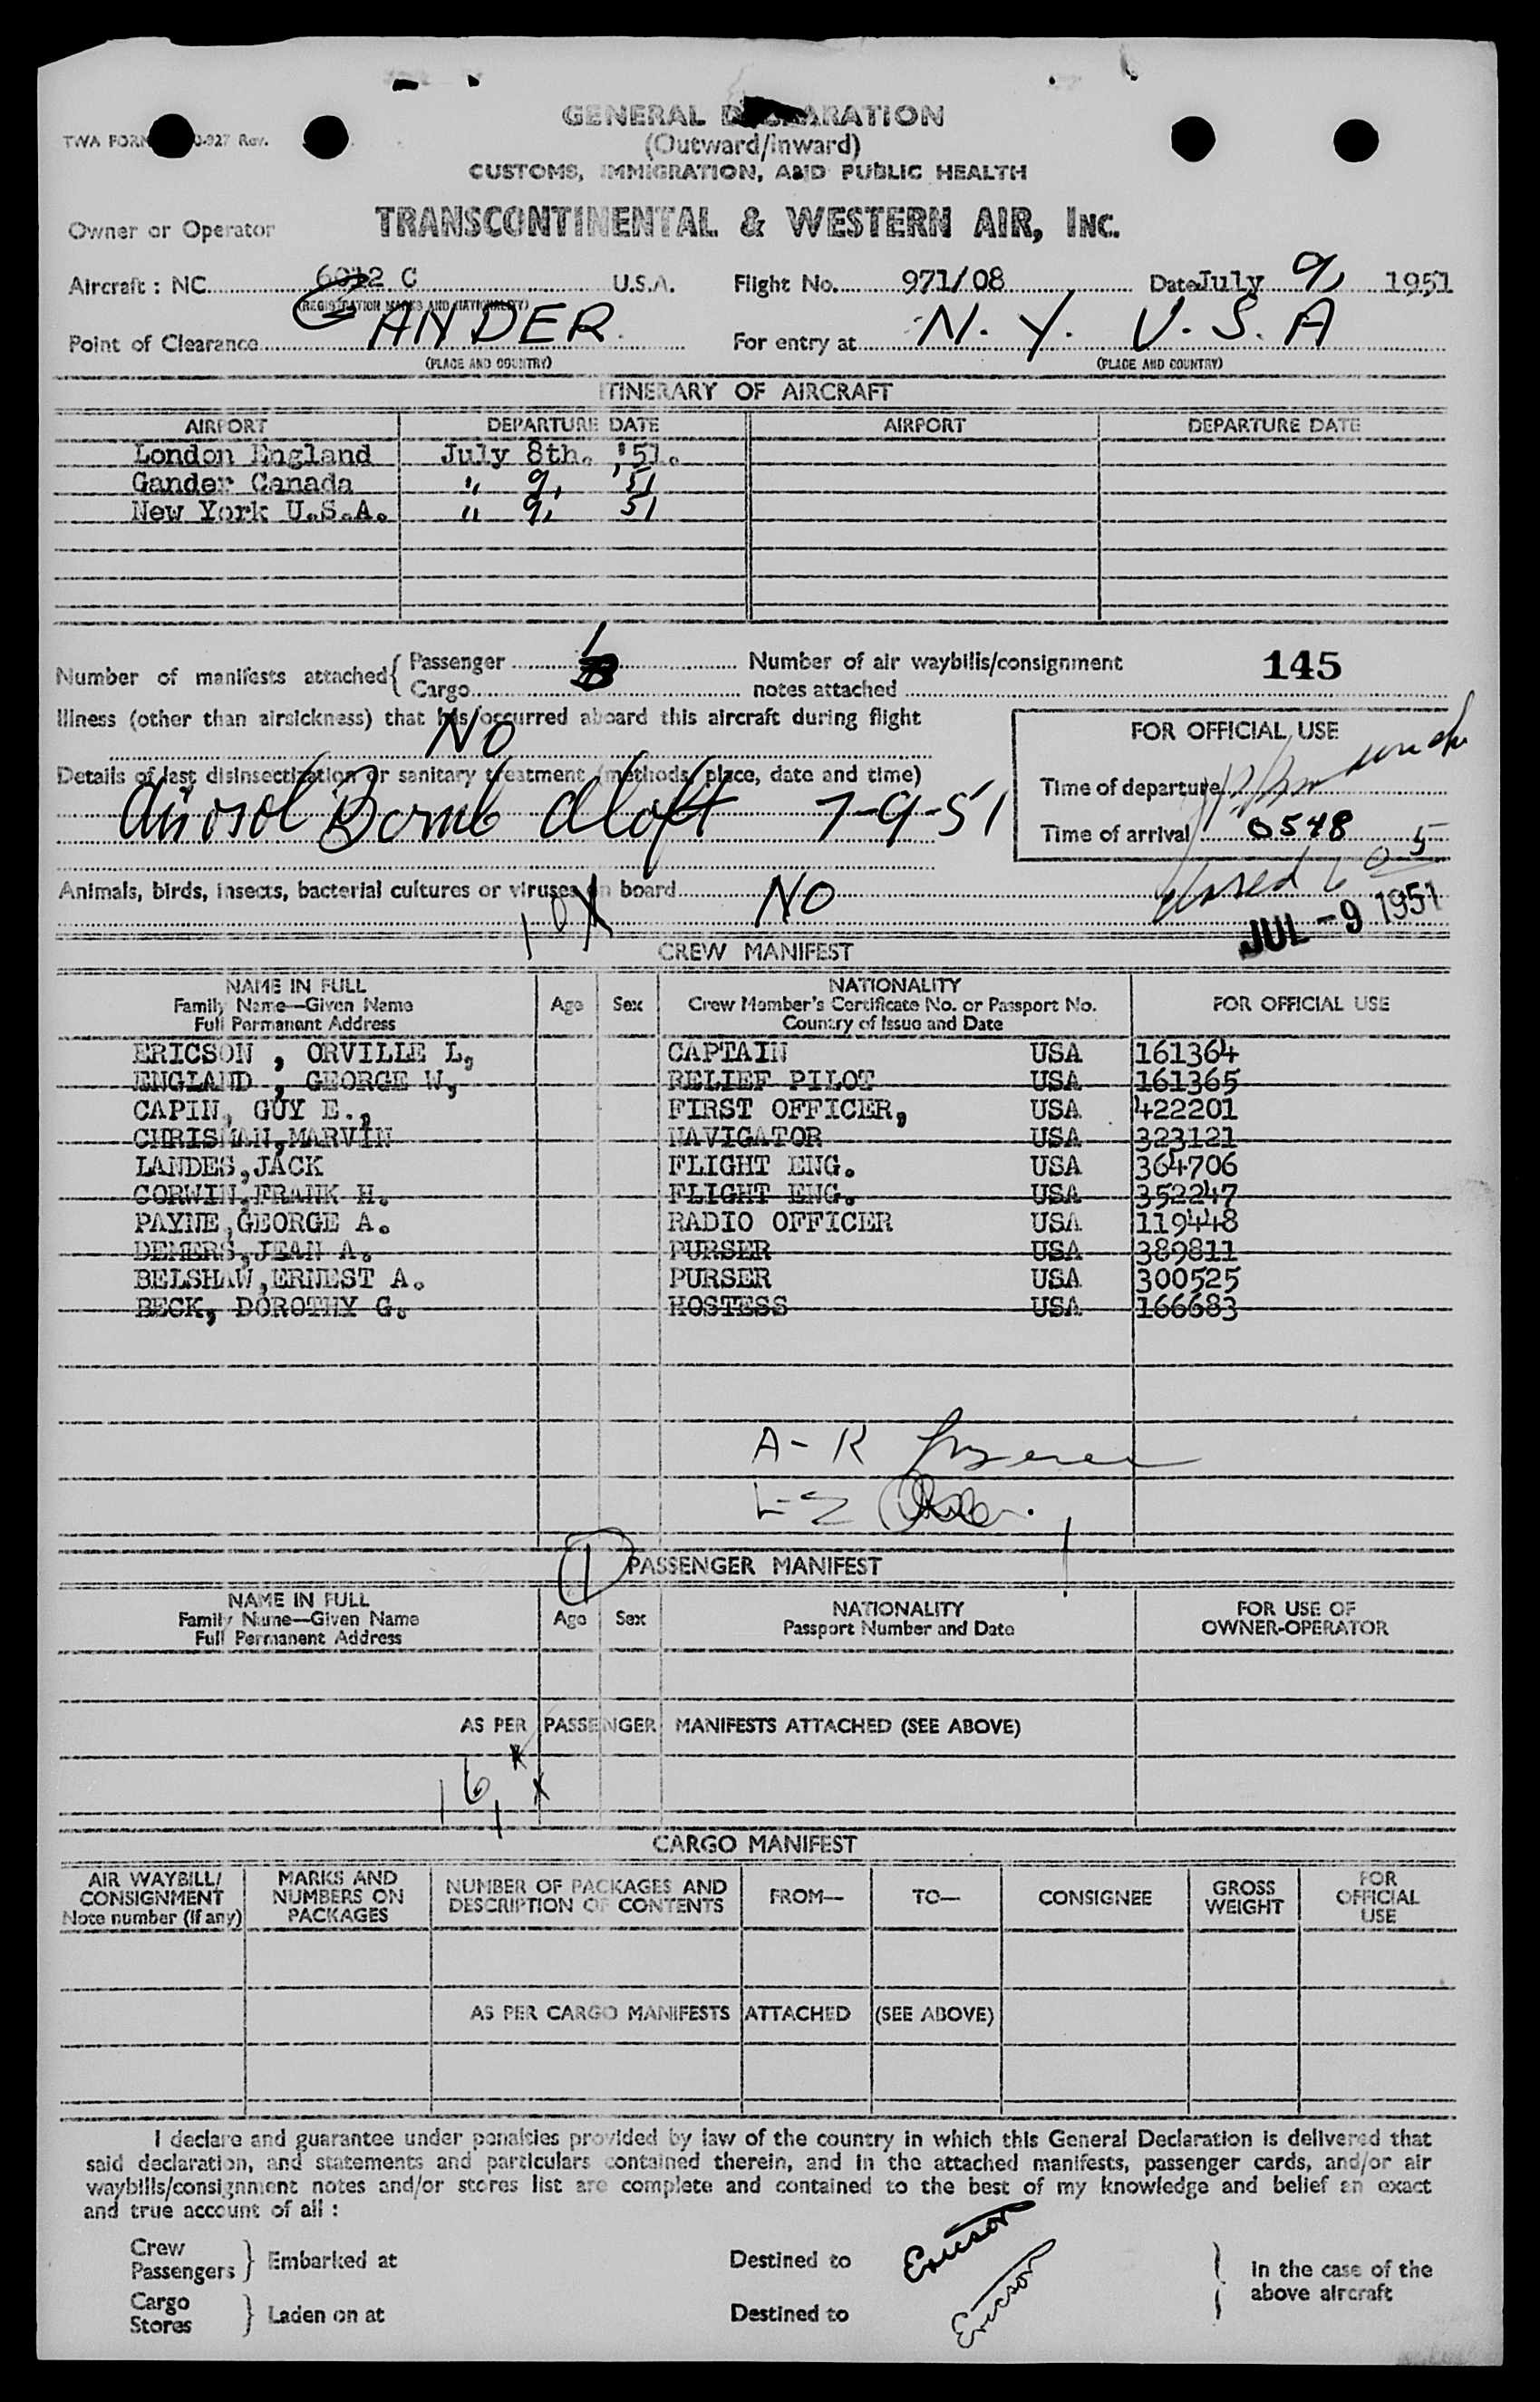 GENERAL DECLARATION
TWA FORM 0-927 Rev.
(Outward/Inward)
CUSTOMS, IMMIGRATION, AND PUBLIC HEALTH
Owner or Operator TRANSCONTINENTAL & WESTERN AIR, INC.
Aircraft : NC 6012 C U.S.A. Flight No. 971/08 Date July 9, 1951
(REGISTRATION MARKS AND NATIONALITY)
Point of Clearance GANDER For entry at N. Y. U. S. A
(PLACE AND COUNTRY) (PLACE AND COUNTRY)
ITINERARY OF AIRCRAFT
AIRPORT DEPARTURE DATE AIRPORT DEPARTURE DATE
London England July 8th. '51.
Gander Canada " 9, '51
New York U.S.A. " 9, 51
Number of manifests attached { Passenger 1 Number of air waybills/consignment 145
Cargo notes attached
Illness (other than airsickness) that has occurred aboard this aircraft during flight
NO
FOR OFFICIAL USE
Details of last disinsectization or sanitary treatment (methods, place, date and time)
Time of departure
Airosol Bomb Aloft 7-9-51
Time of arrival 0548
closed 6 05
Animals, birds, insects, bacterial cultures or viruses on board NO
10X
JUL -9 1951
CREW MANIFEST
NAME IN FULL
Family Name—Given Name
Full Permanent Address
Age Sex
NATIONALITY
Crew Member's Certificate No. or Passport No.
Country of Issue and Date
FOR OFFICIAL USE
ERICSON , ORVILLE L, CAPTAIN USA 161364
ENGLAND , GEORGE W, RELIEF PILOT USA 161365
CAPIN, GUY E., FIRST OFFICER, USA 422201
CHRISMAN,MARVIN NAVIGATOR USA 323121
LANDES,JACK FLIGHT ENG. USA 364706
CORWIN,FRANK H. FLIGHT ENG. USA 352247
PAYNE,GEORGE A. RADIO OFFICER USA 119448
DEMERS,JEAN A. PURSER USA 389811
BELSHAW,ERNEST A. PURSER USA 300525
BECK, DOROTHY G. HOSTESS USA 166683
A - R
1
PASSENGER MANIFEST
NAME IN FULL
Family Name—Given Name
Full Permanent Address
Age Sex
NATIONALITY
Passport Number and Date
FOR USE OF
OWNER-OPERATOR
AS PER PASSENGER MANIFESTS ATTACHED (SEE ABOVE)
16
CARGO MANIFEST
AIR WAYBILL/
CONSIGNMENT
Note number (if any)
MARKS AND
NUMBERS ON
PACKAGES
NUMBER OF PACKAGES AND
DESCRIPTION OF CONTENTS
FROM—
TO—
CONSIGNEE
GROSS
WEIGHT
FOR
OFFICIAL
USE
AS PER CARGO MANIFESTS ATTACHED (SEE ABOVE)
I declare and guarantee under penalties provided by law of the country in which this General Declaration is delivered that
said declaration, and statements and particulars contained therein, and in the attached manifests, passenger cards, and/or air
waybills/consignment notes and/or stores list are complete and contained to the best of my knowledge and belief an exact
and true account of all :
Crew
Passengers } Embarked at Destined to Ericson } In the case of the
above aircraft
Cargo
Stores } Laden on at Destined to Ericson